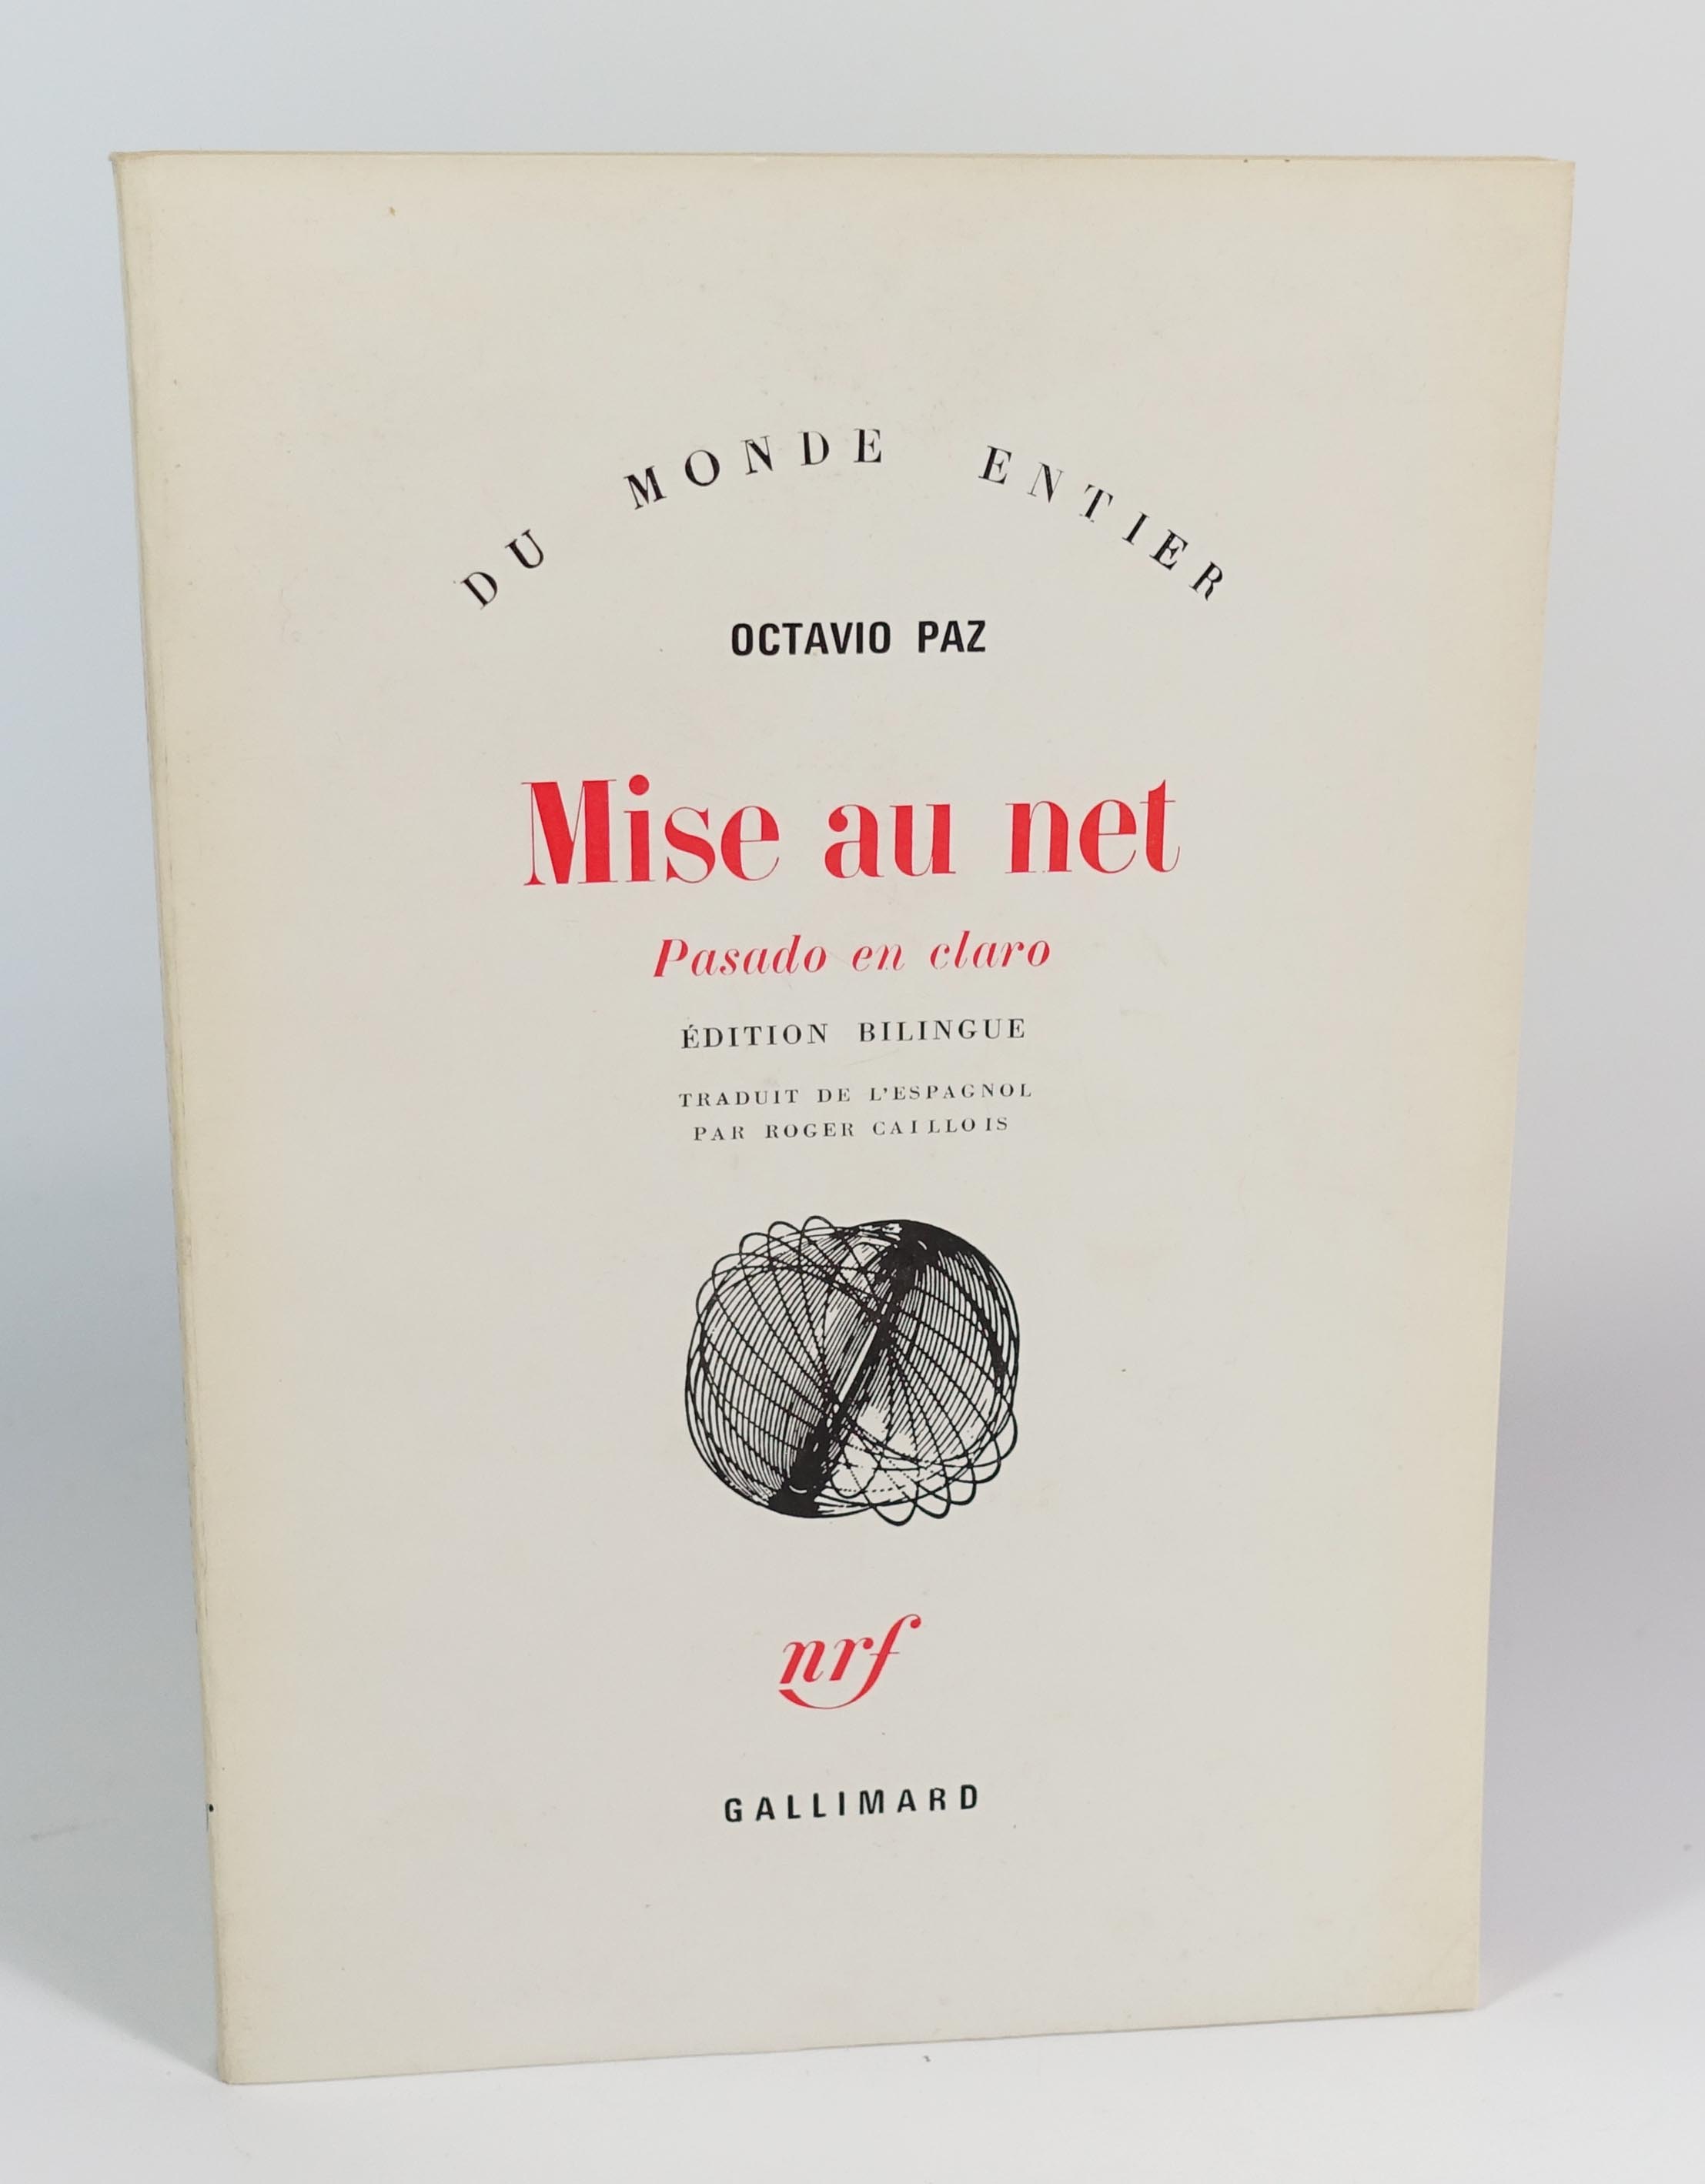 DU MONDE ENTIER
OCTAVIO PAZ
Mise au net
Pasado en claro
ÉDITION BILINGUE
TRADUIT DE L'ESPAGNOL
PAR ROGER CAILLOIS
nrf
GALLIMARD